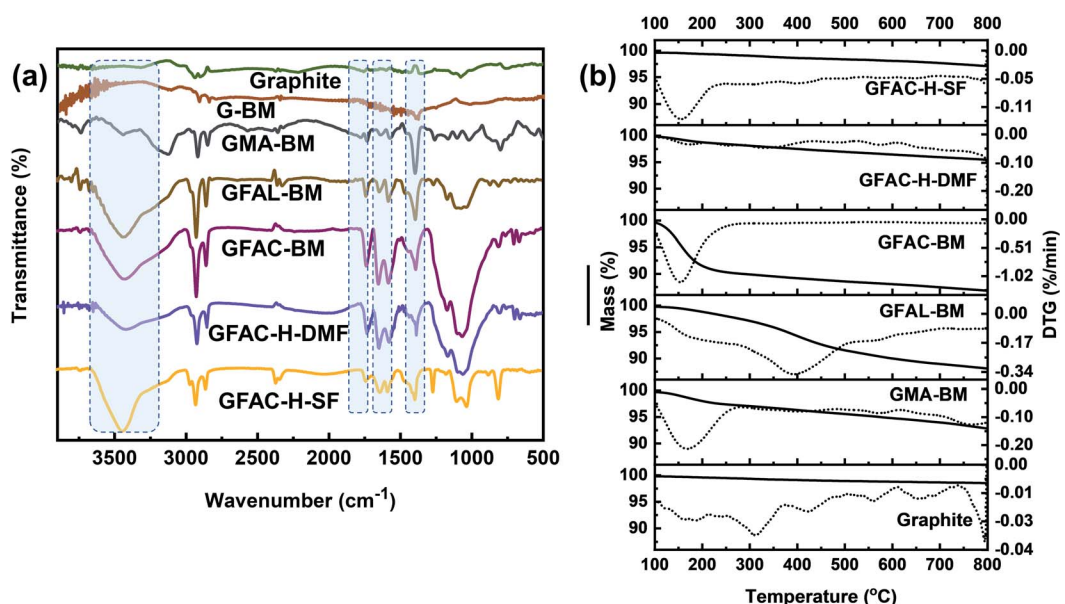 (a)
Graphite
G-BM
GMA-BM
GFAL-BM
GFAC-BM
GFAC-H-DMF
GFAC-H-SF
Transmittance (%)
3500 3000 2500 2000 1500 1000 500
Wavenumber (cm⁻¹)
(b)
100 200 300 400 500 600 700 800
100 0.00
95 -0.05
GFAC-H-SF
90 -0.11
100 0.00
95 -0.10
GFAC-H-DMF
90 -0.20
100 0.00
GFAC-BM
95 -0.51
90 -1.02
100 0.00
GFAL-BM
95 -0.17
90 -0.34
100 0.00
GMA-BM
95 -0.10
90 -0.20
0.00
100
-0.01
95
Graphite
-0.03
90
-0.04
Mass (%)
DTG (%/min)
100 200 300 400 500 600 700 800
Temperature (°C)